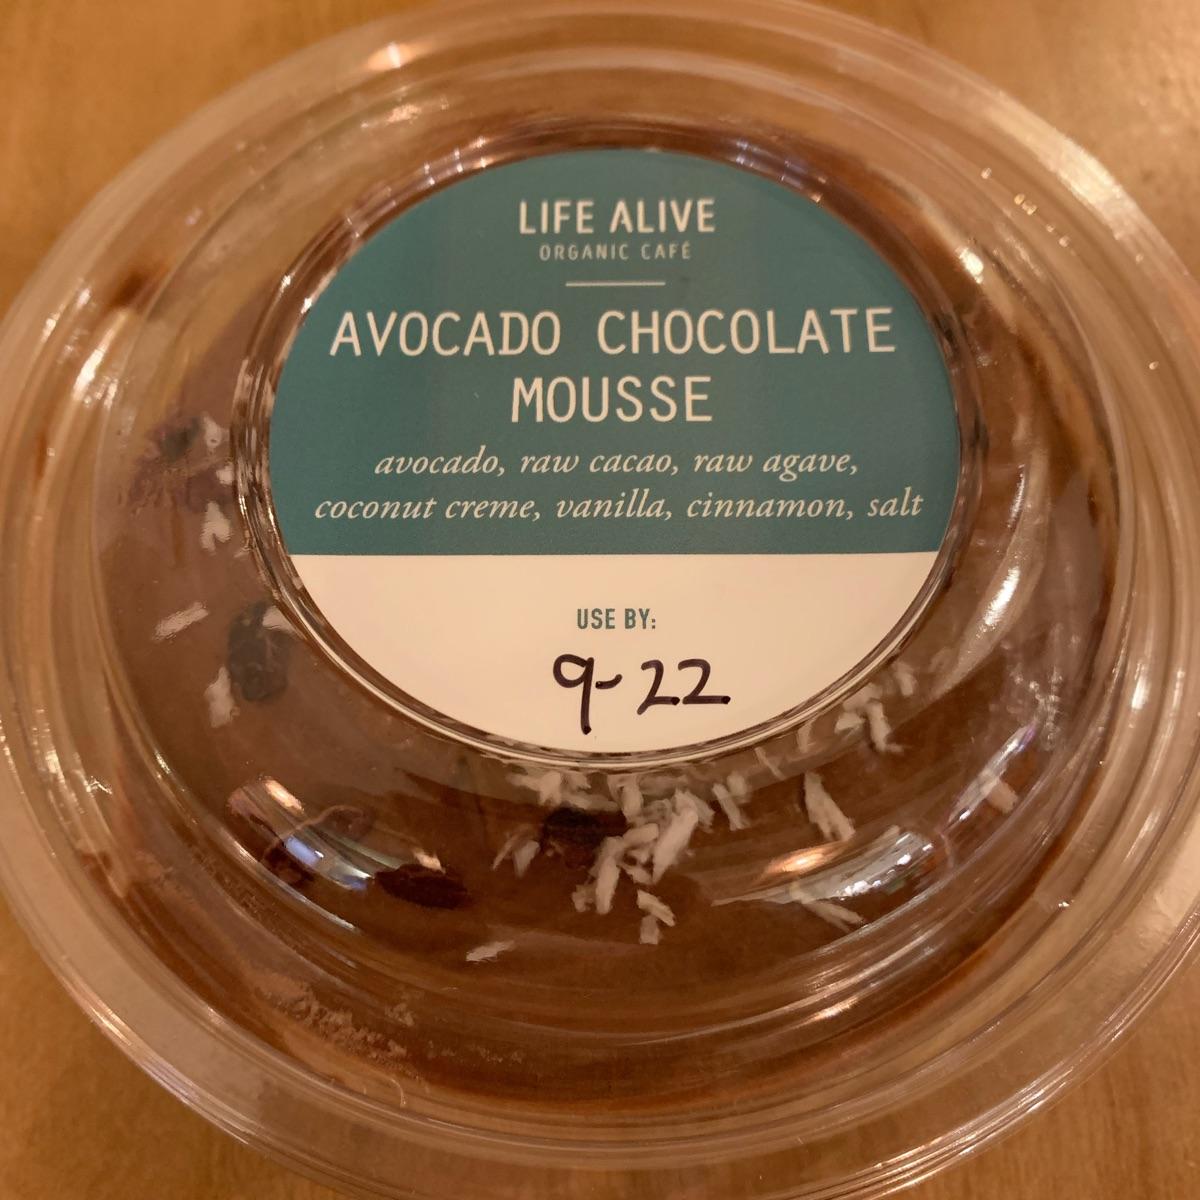 LIFE ALIVE
ORGANIC CAFÉ
AVOCADO CHOCOLATE
MOUSSE
avocado, raw cacao, raw agave,
coconut creme, vanilla, cinnamon, salt
USE BY:
9-22